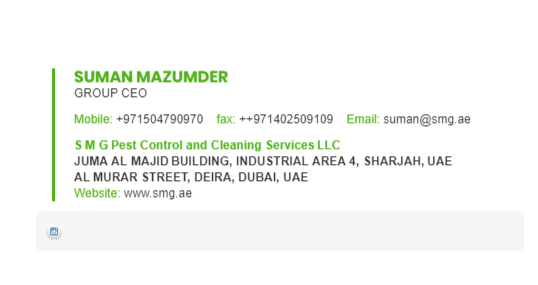 SUMAN MAZUMDER
GROUP CEO
Mobile: +971504790970 fax: ++971402509109 Email: suman@smg.ae
S M G Pest Control and Cleaning Services LLC
JUMA AL MAJID BUILDING, INDUSTRIAL AREA 4, SHARJAH, UAE
AL MURAR STREET, DEIRA, DUBAI, UAE
Website: www.smg.ae